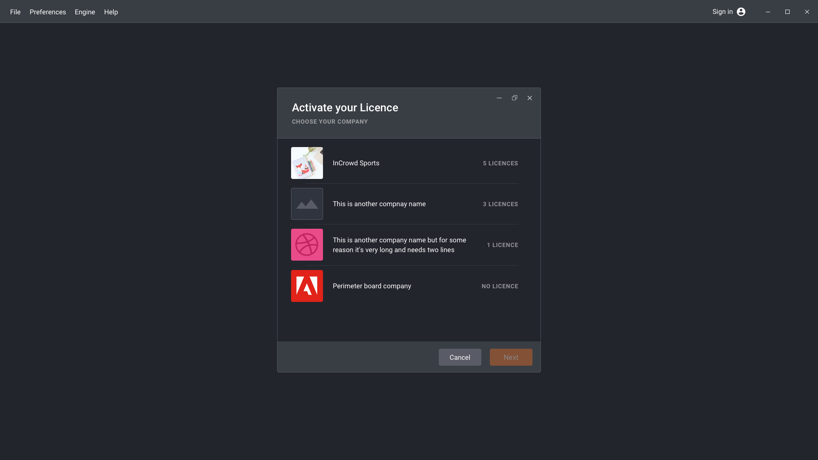 File Preferences Engine Help Sign in
Activate your Licence
CHOOSE YOUR COMPANY
InCrowd Sports 5 LICENCES
This is another compnay name 3 LICENCES
This is another company name but for some
reason it's very long and needs two lines 1 LICENCE
Perimeter board company NO LICENCE
Cancel Next